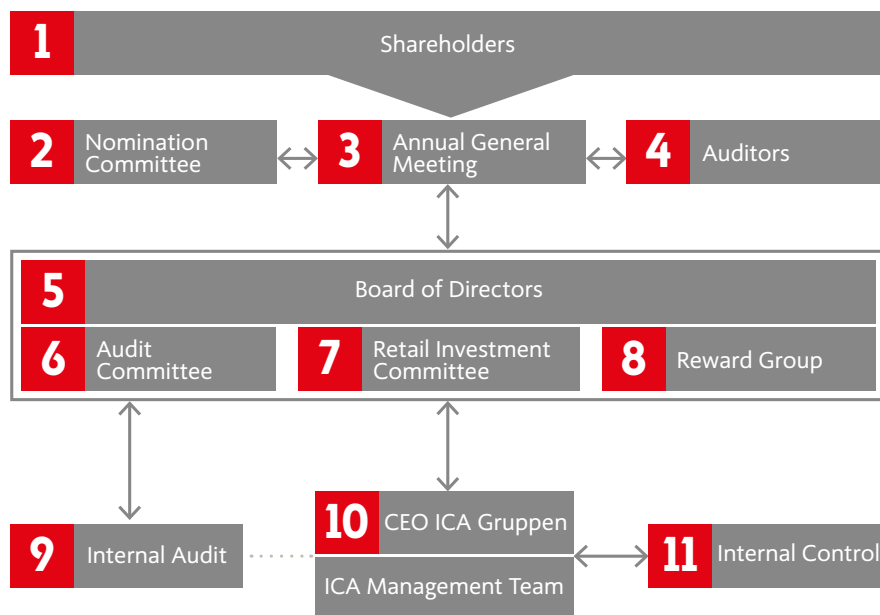 1
Shareholders
2
Nomination
Committee
3
Annual General
Meeting
4
Auditors
5
Board of Directors
6
Audit
Committee
7
Retail Investment
Committee
8
Reward Group
9
Internal Audit
10
CEO ICA Gruppen
ICA Management Team
11
Internal Control